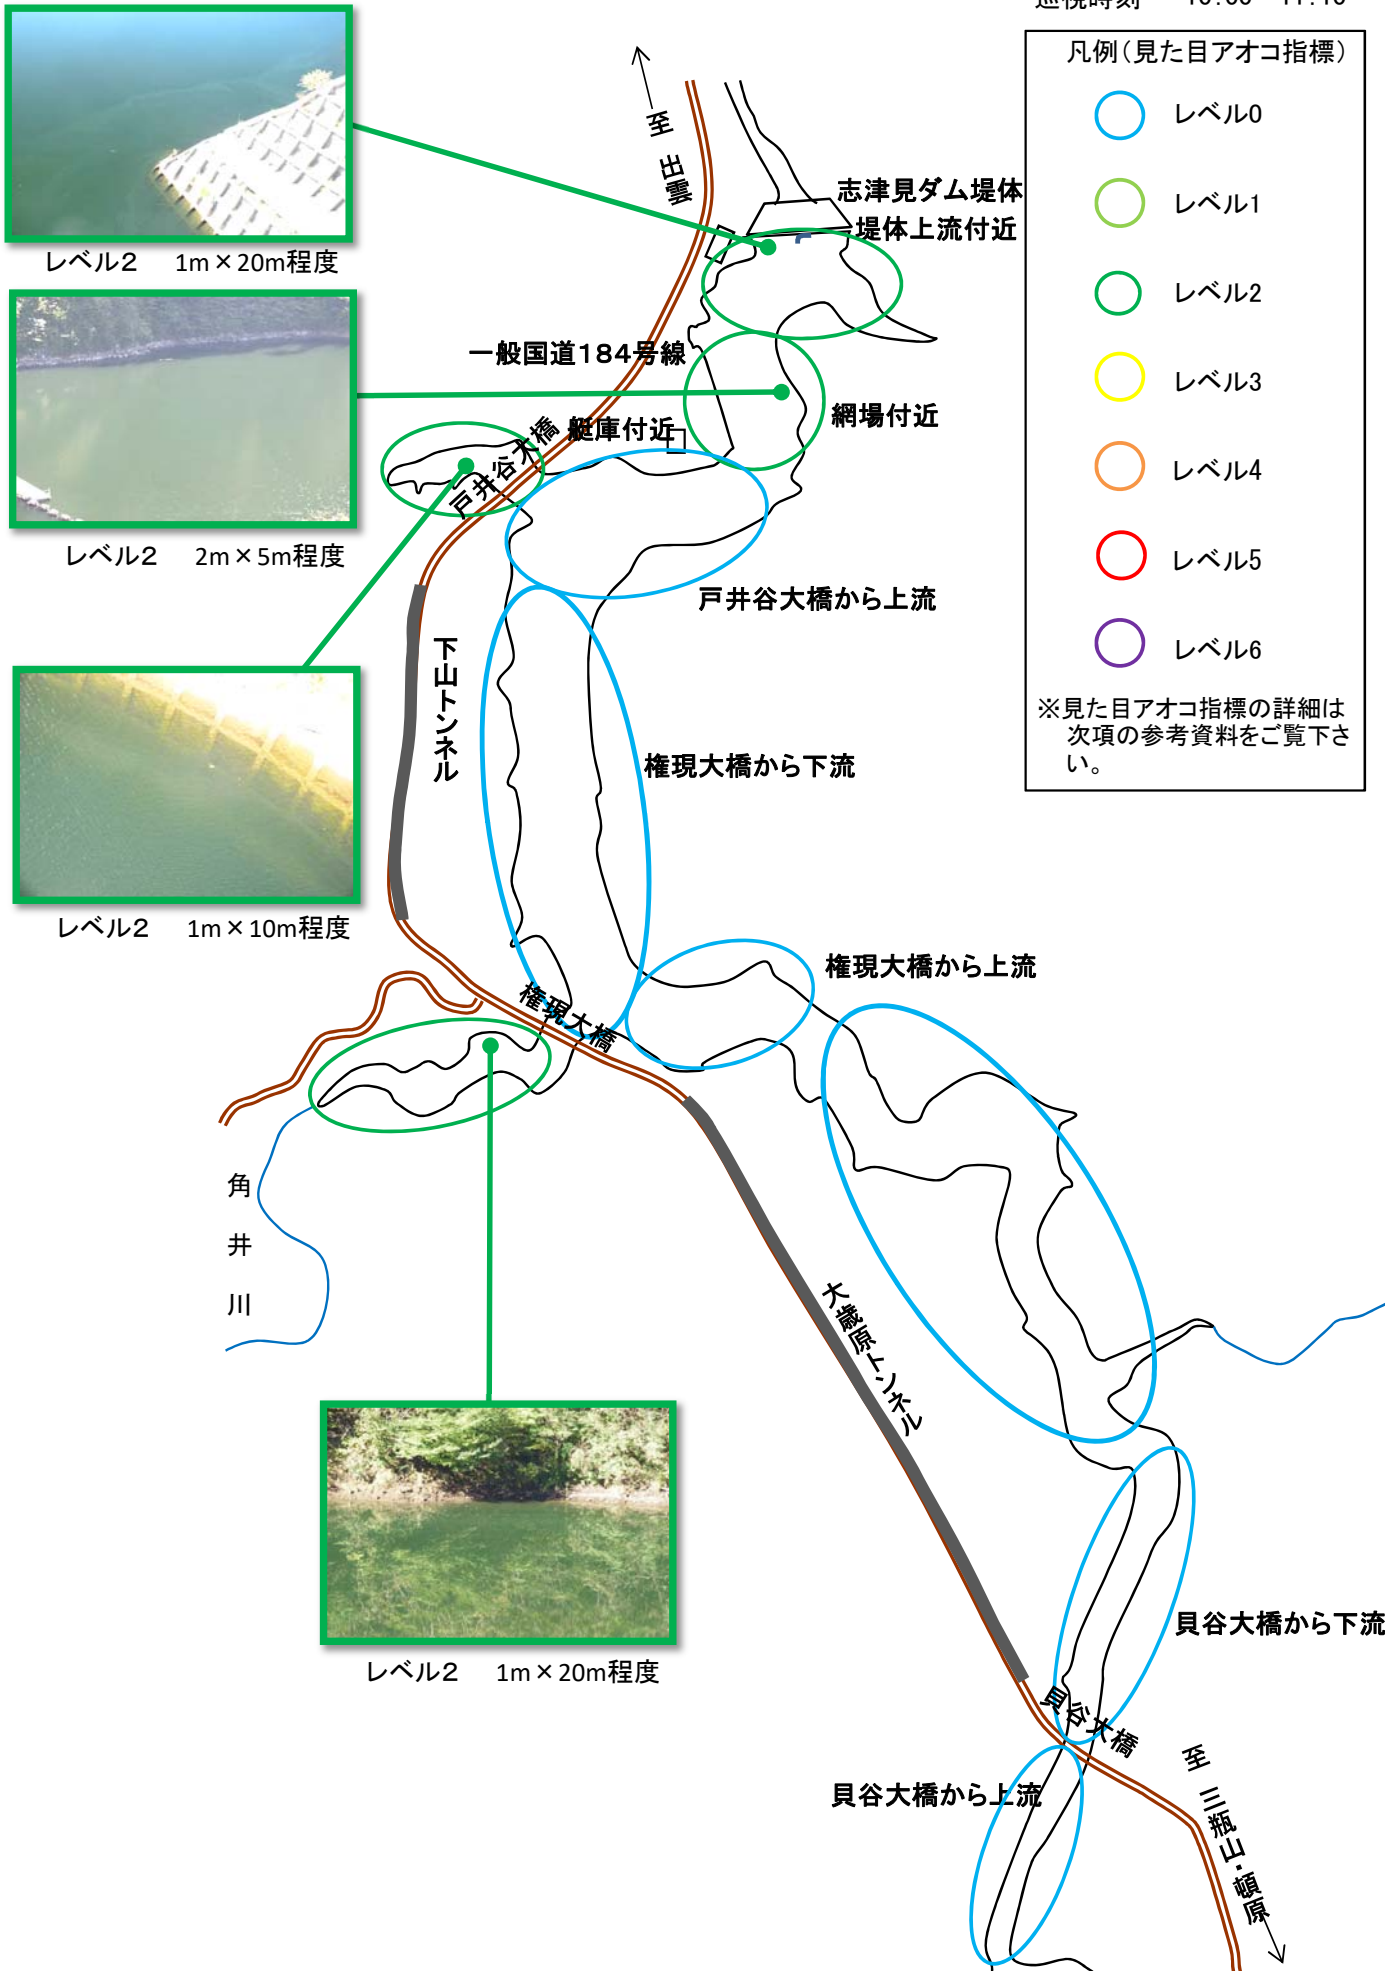 凡例(見た目アオコ指標)
レベル0
レベル1
レベル2
レベル3
レベル4
レベル5
レベル6
※見た目アオコ指標の詳細は
次項の参考資料をご覧下さ
い。
至 出雲
志津見ダム堤体
堤体上流付近
レベル2 1m×20m程度
一般国道184号線
網場付近
艇庫付近
戸井谷大橋
レベル2 2m×5m程度
戸井谷大橋から上流
下山トンネル
権現大橋から下流
レベル2 1m×10m程度
権現大橋から上流
権現大橋
角井川
大歳原トンネル
レベル2 1m×20m程度
貝谷大橋から下流
貝谷大橋
貝谷大橋から上流
至 三瓶山・頓原